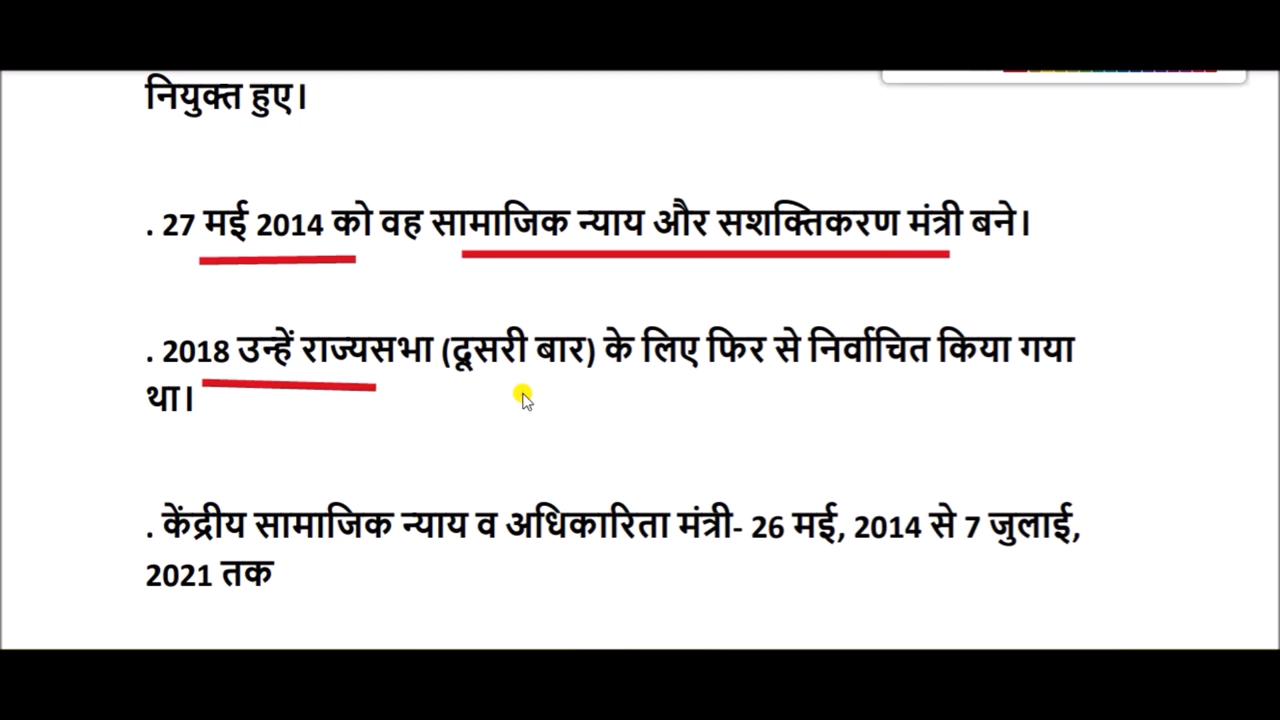 नियुक्त हुए।
. 27 मई 2014 को वह सामाजिक न्याय और सशक्तिकरण मंत्री बने।
. 2018 उन्हें राज्यसभा (दूसरी बार) के लिए फिर से निर्वाचित किया गया
था।
. केंद्रीय सामाजिक न्याय व अधिकारिता मंत्री- 26 मई, 2014 से 7 जुलाई,
2021 तक